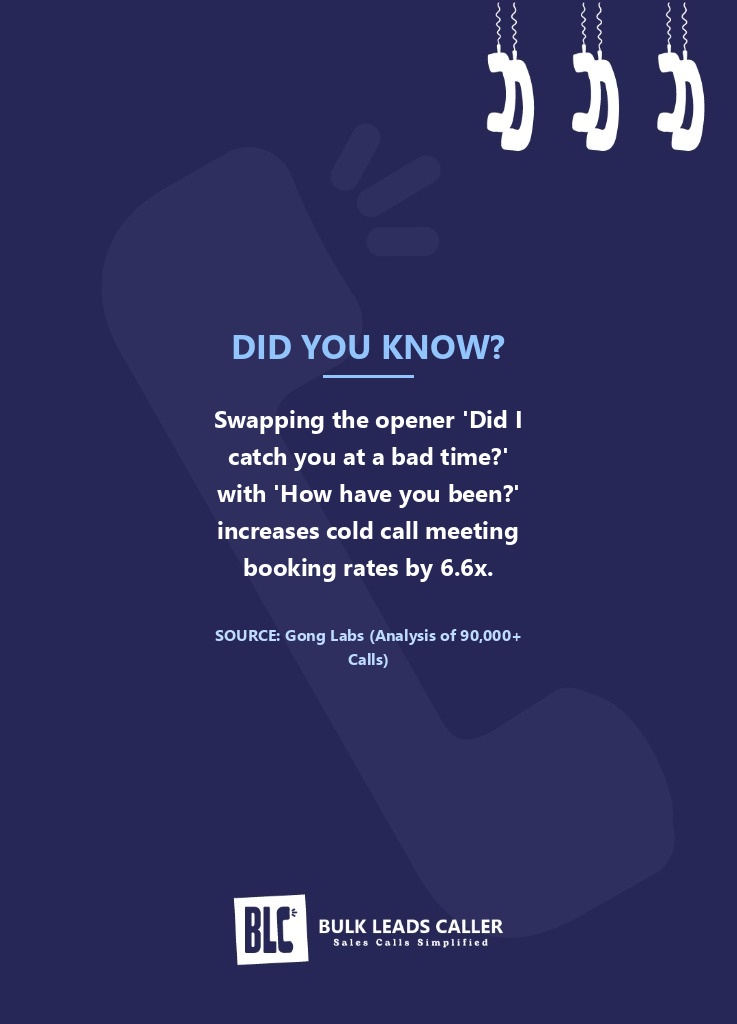 DID YOU KNOW?
Swapping the opener 'Did I
catch you at a bad time?'
with 'How have you been?'
increases cold call meeting
booking rates by 6.6x.
SOURCE: Gong Labs (Analysis of 90,000+
Calls)
BLC
BULK LEADS CALLER
Sales Calls Simplified